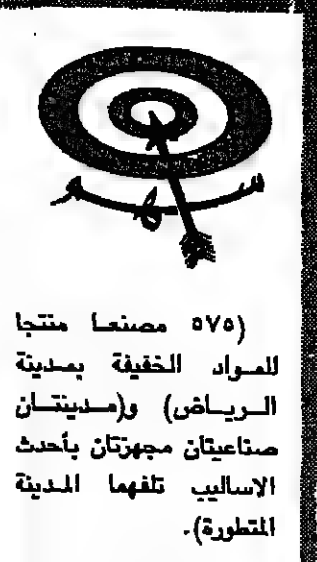 سهم
(٥٧٥ مصنعا منتجا
للمواد الخفيفة بمدينة
الرياض) و(مدينتان
صناعيتان مجهزتان بأحدث
الاساليب تلفهما المدينة
المتطورة).